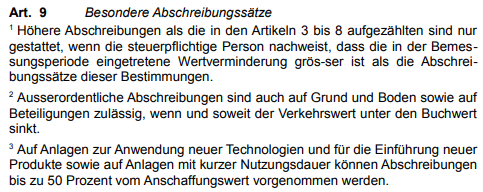 Art. 9 Besondere Abschreibungssätze
¹ Höhere Abschreibungen als die in den Artikeln 3 bis 8 aufgezählten sind nur
gestattet, wenn die steuerpflichtige Person nachweist, dass die in der Bemes-
sungsperiode eingetretene Wertverminderung grös-ser ist als die Abschrei-
bungssätze dieser Bestimmungen.
² Ausserordentliche Abschreibungen sind auch auf Grund und Boden sowie auf
Beteiligungen zulässig, wenn und soweit der Verkehrswert unter den Buchwert
sinkt.
³ Auf Anlagen zur Anwendung neuer Technologien und für die Einführung neuer
Produkte sowie auf Anlagen mit kurzer Nutzungsdauer können Abschreibungen
bis zu 50 Prozent vom Anschaffungswert vorgenommen werden.